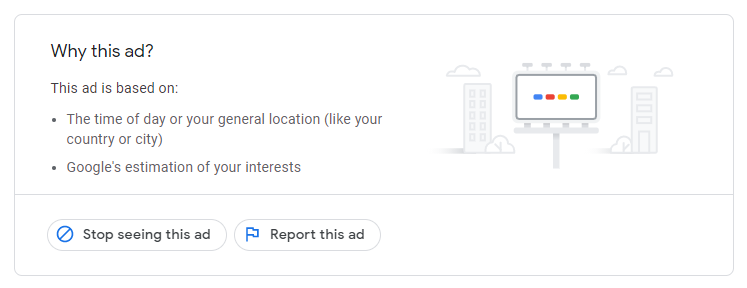 Why this ad?
This ad is based on:
• The time of day or your general location (like your
country or city)
• Google's estimation of your interests
Stop seeing this ad
Report this ad